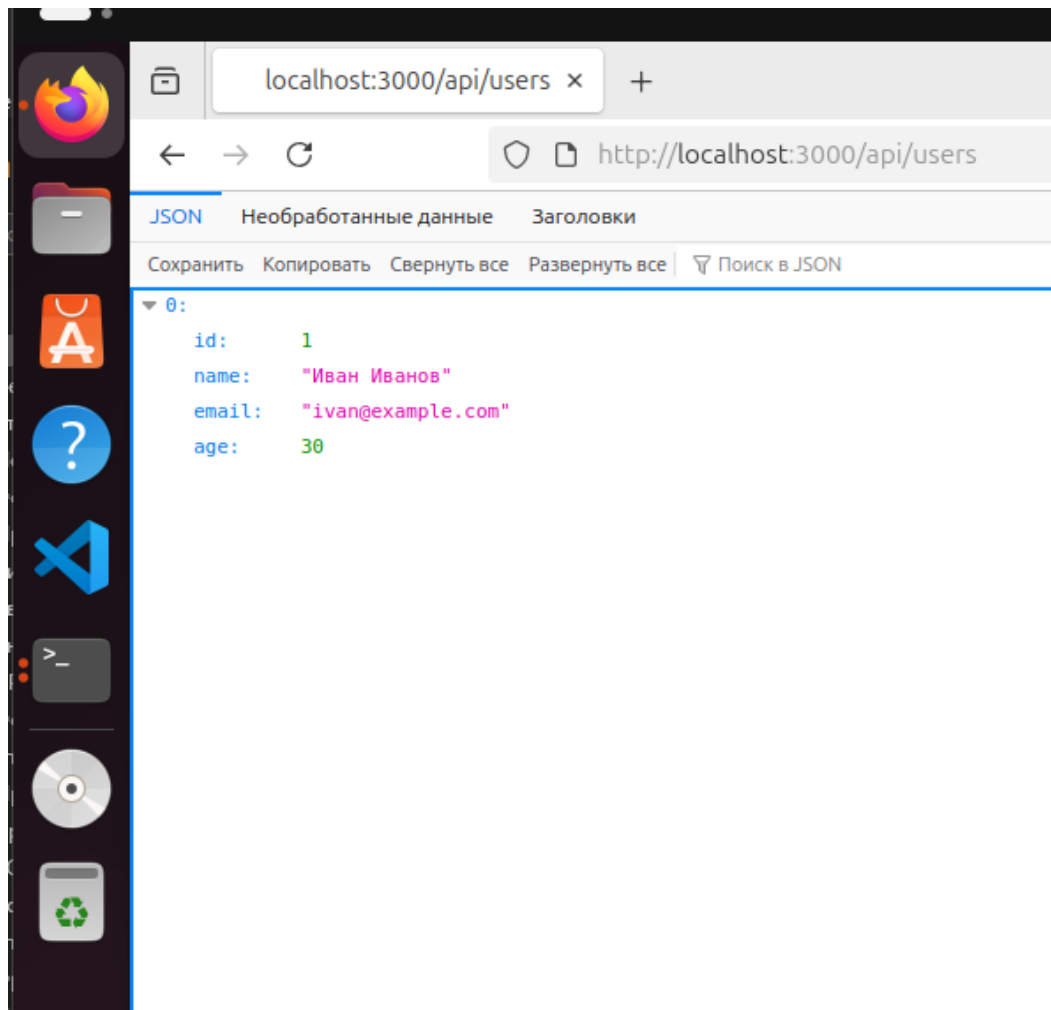 localhost:3000/api/users
http://localhost:3000/api/users
JSON Необработанные данные Заголовки
Сохранить Копировать Свернуть все Развернуть все Поиск в JSON
0:
id: 1
name: "Иван Иванов"
email: "ivan@example.com"
age: 30